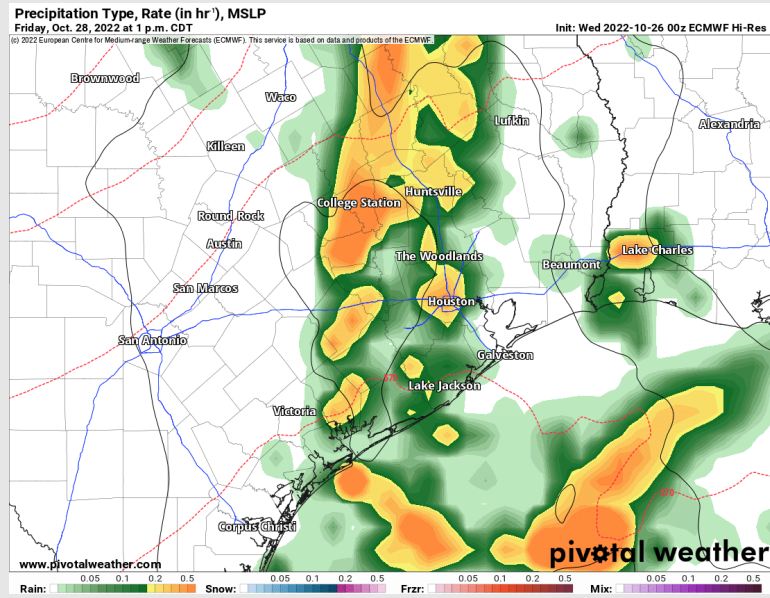 Precipitation Type, Rate (in hr⁻¹), MSLP
Friday, Oct. 28, 2022 at 1 p.m. CDT
Init: Wed 2022-10-26 00z ECMWF Hi-Res
(c) 2022 European Centre for Medium-range Weather Forecasts (ECMWF). This service is based on data and products of the ECMWF.
Brownwood
Waco
Lufkin
Alexandria
Killeen
Huntsville
College Station
Round Rock
Austin
The Woodlands
Lake Charles
Beaumont
San Marcos
Houston
San Antonio
Galveston
Lake Jackson
Victoria
Corpus Christi
www.pivotalweather.com
pivotal weather
Rain: 0.05 0.1 0.2 0.5 Snow: 0.05 0.1 0.2 0.5 Frzr: 0.05 0.1 0.2 0.5 Mix: 0.05 0.1 0.2 0.5